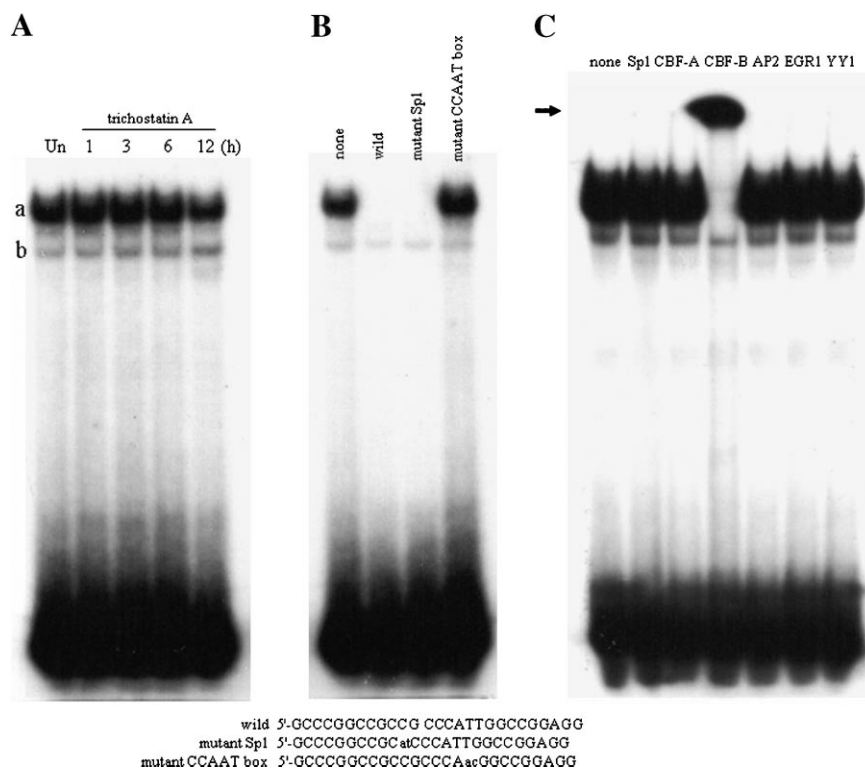 A
B
C
none Sp1 CBF-A CBF-B AP2 EGR1 YY1
trichostatin A
Un 1 3 6 12 (h)
none
wild
mutant Sp1
mutant CCAAT box
a
b
wild 5'-GCCCGGCCGCCG CCCATTGGCCGGAGG
mutant Sp1 5'-GCCCGGCCGCatCCCATTGGCCGGAGG
mutant CCAAT box 5'-GCCCGGCCGCCGCCCAacGGCCGGAGG